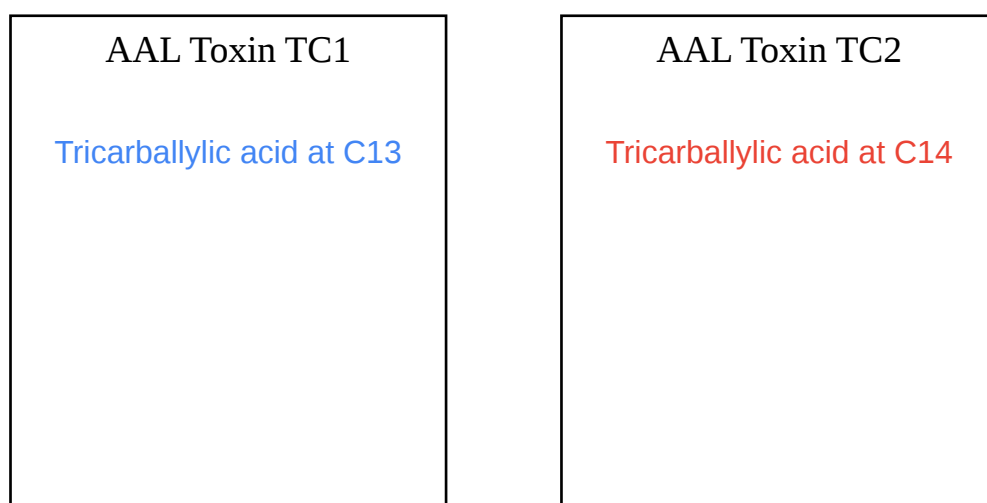 AAL Toxin TC1
Tricarballylic acid at C13
AAL Toxin TC2
Tricarballylic acid at C14